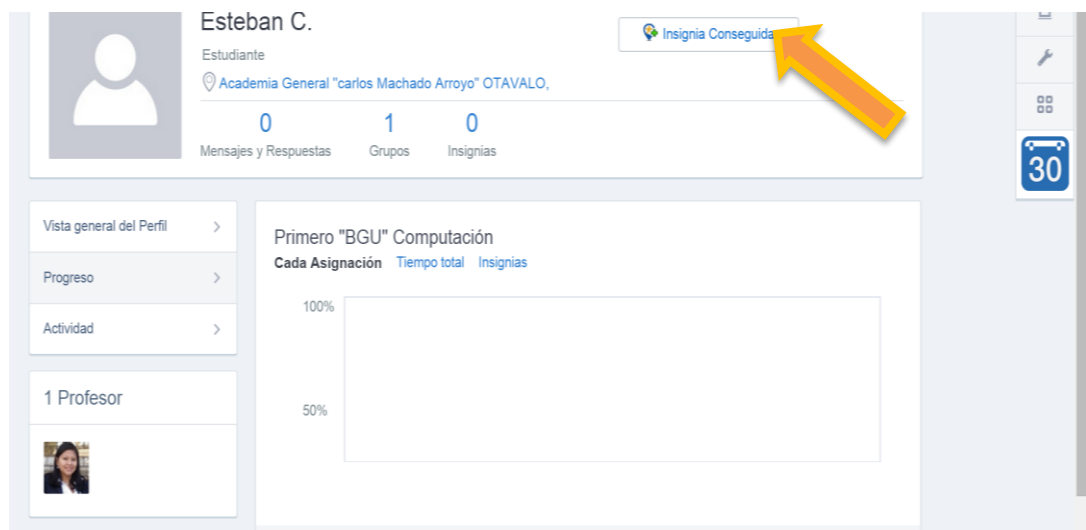 Esteban C.
Insignia Conseguida
Estudiante
Academia General "carlos Machado Arroyo" OTAVALO,
0 1 0
Mensajes y Respuestas Grupos Insignias
30
Vista general del Perfil
Progreso
Actividad
1 Profesor
Primero "BGU" Computación
Cada Asignación Tiempo total Insignias
100%
50%